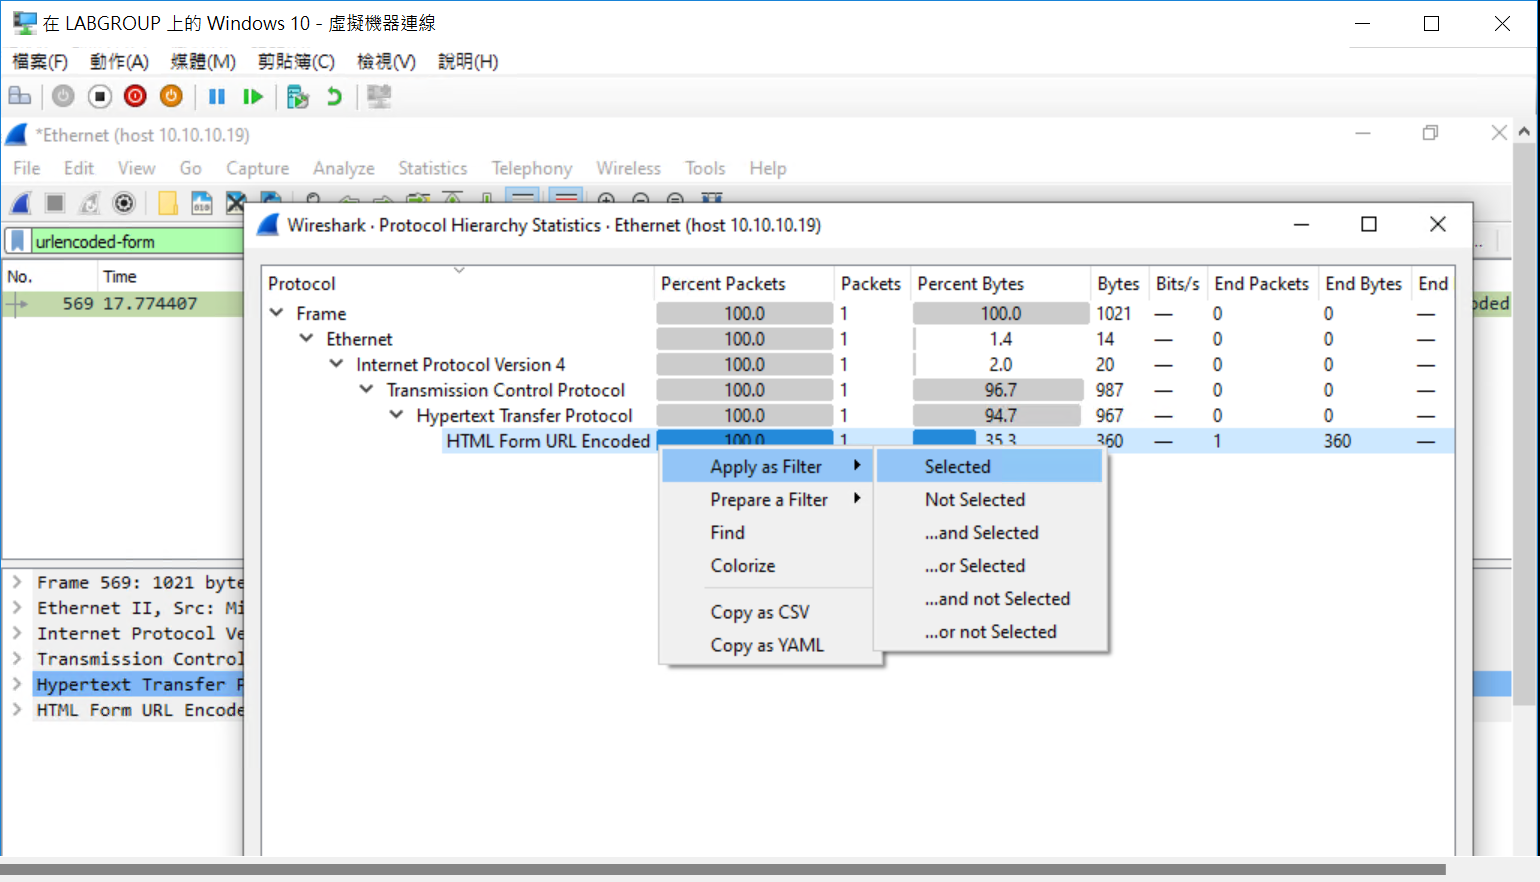 在 LABGROUP 上的 Windows 10 - 虛擬機器連線
檔案(F) 動作(A) 媒體(M) 剪貼簿(C) 檢視(V) 說明(H)
*Ethernet (host 10.10.10.19)
File Edit View Go Capture Analyze Statistics Telephony Wireless Tools Help
urlencoded-form
No. Time
569 17.774407
Wireshark · Protocol Hierarchy Statistics · Ethernet (host 10.10.10.19)
Protocol Percent Packets Packets Percent Bytes Bytes Bits/s End Packets End Bytes End
Frame 100.0 1 100.0 1021 — 0 0 —
Ethernet 100.0 1 1.4 14 — 0 0 —
Internet Protocol Version 4 100.0 1 2.0 20 — 0 0 —
Transmission Control Protocol 100.0 1 96.7 987 — 0 0 —
Hypertext Transfer Protocol 100.0 1 94.7 967 — 0 0 —
HTML Form URL Encoded 100.0 1 35.3 360 — 1 360 —
Apply as Filter
Prepare a Filter
Find
Colorize
Copy as CSV
Copy as YAML
Selected
Not Selected
...and Selected
...or Selected
...and not Selected
...or not Selected
Frame 569: 1021 byte
Ethernet II, Src: Mi
Internet Protocol Ve
Transmission Control
Hypertext Transfer P
HTML Form URL Encode